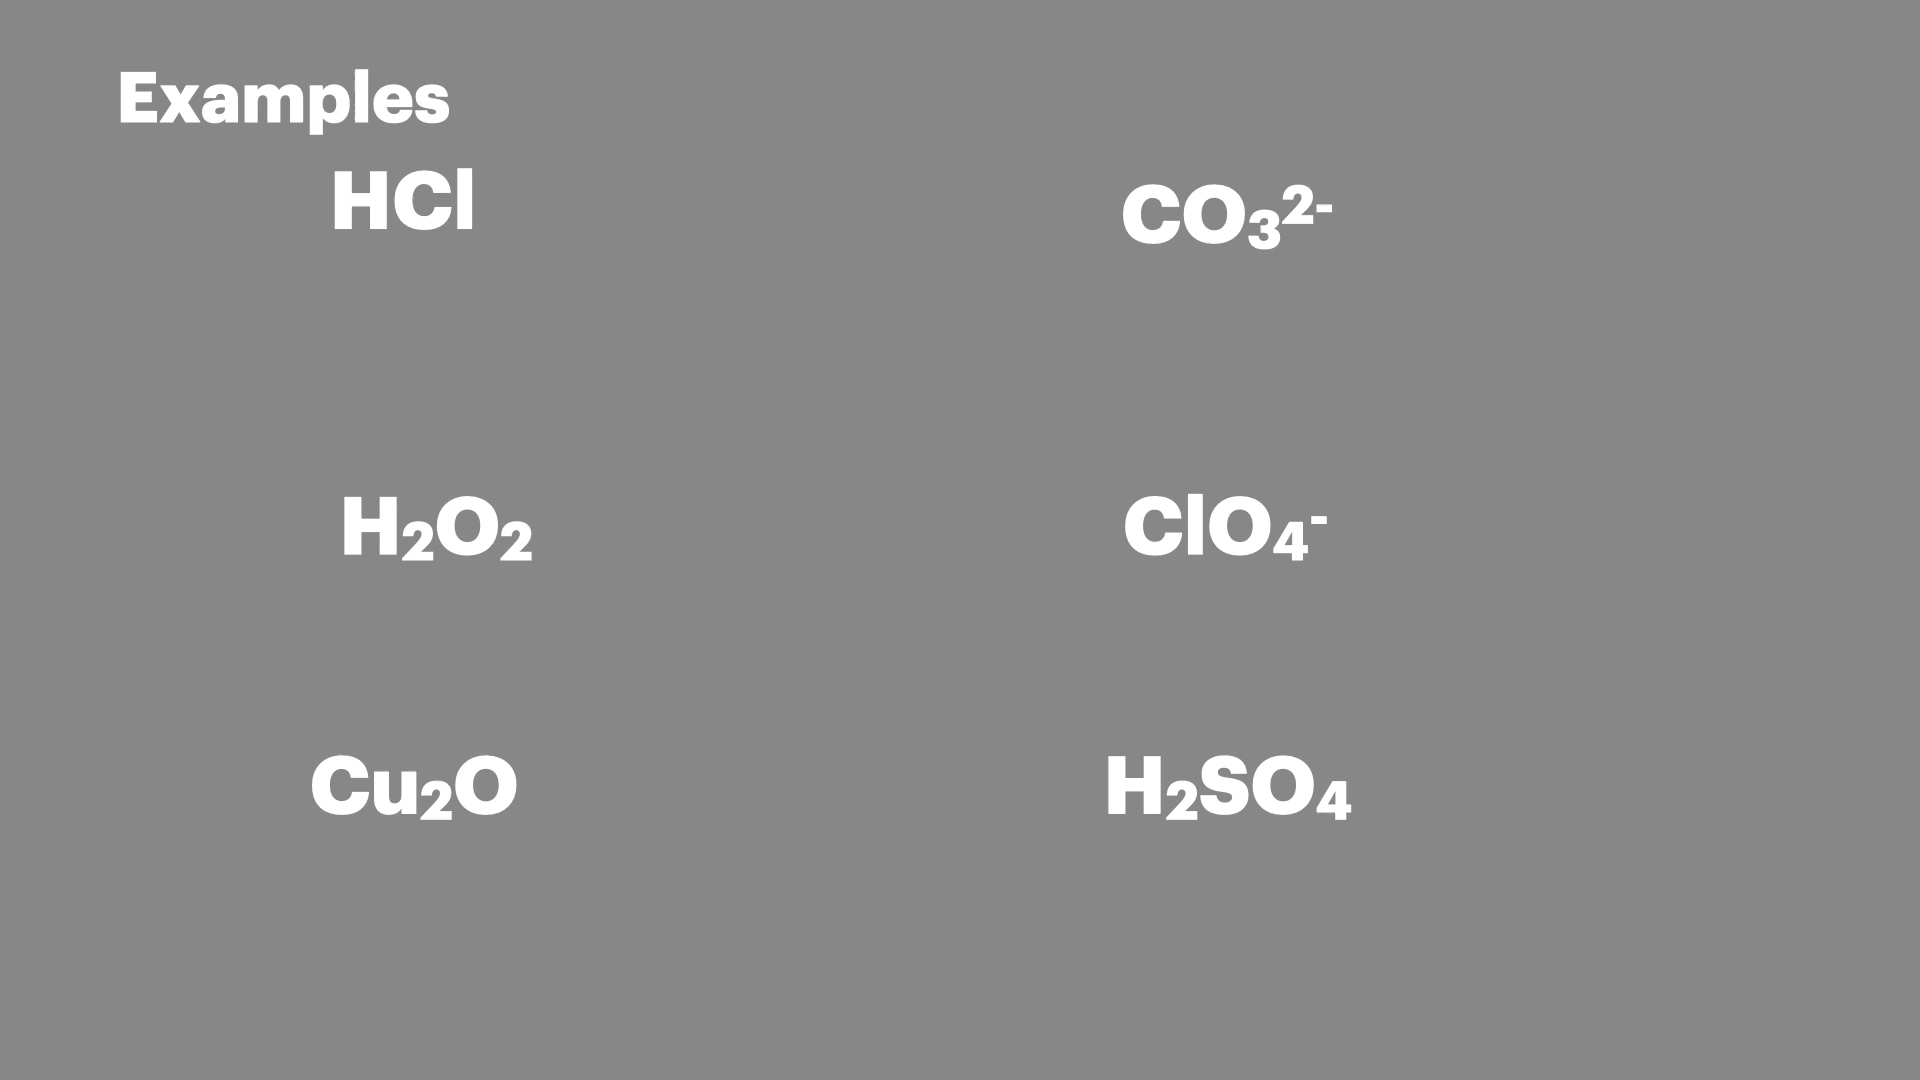 Examples
HCl
CO₃²⁻
H₂O₂
ClO₄⁻
Cu₂O
H₂SO₄